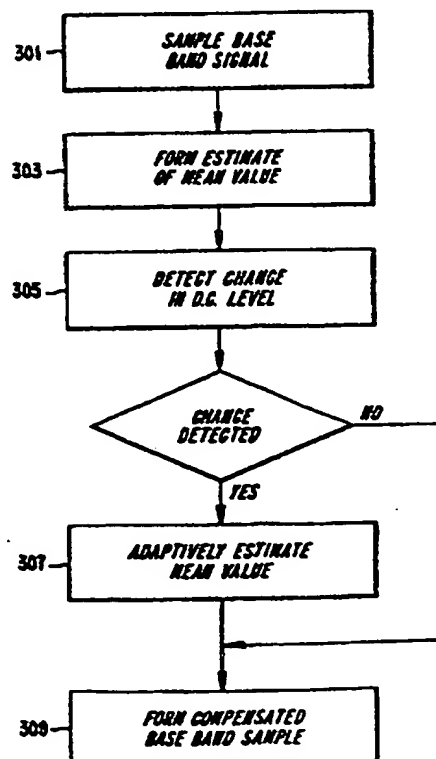 301
SAMPLE BASE
BAND SIGNAL
303
FORM ESTIMATE
OF MEAN VALUE
305
DETECT CHANGE
IN D.C. LEVEL
CHANGE
DETECTED
NO
YES
307
ADAPTIVELY ESTIMATE
MEAN VALUE
309
FORM COMPENSATED
BASE BAND SAMPLE